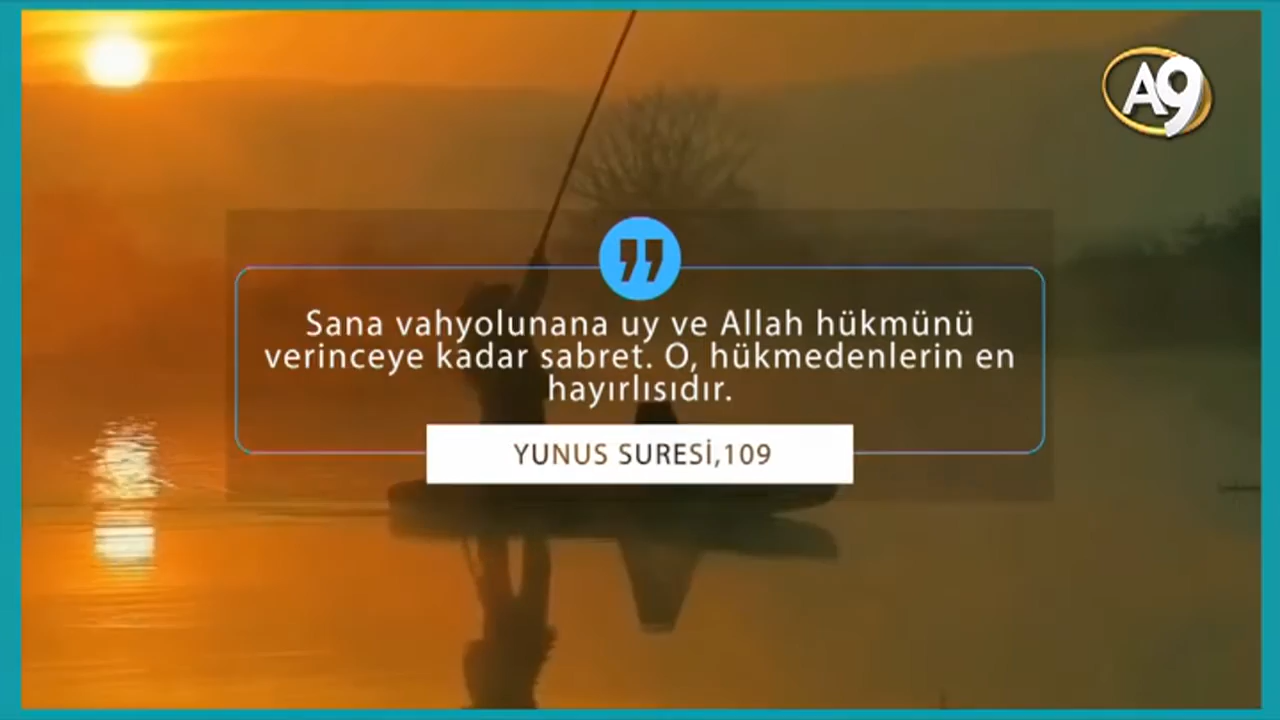 A9
Sana vahyolunana uy ve Allah hükmünü
verinceye kadar sabret. O, hükmedenlerin en
hayırlısıdır.
YUNUS SURESİ,109